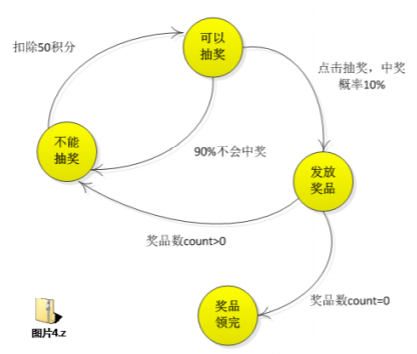 可以
抽奖
扣除50积分
点击抽奖，中奖
概率10%
不能
抽奖
90%不会中奖
发放
奖品
奖品数count>0
奖品
领完
奖品数count=0
图片4.z